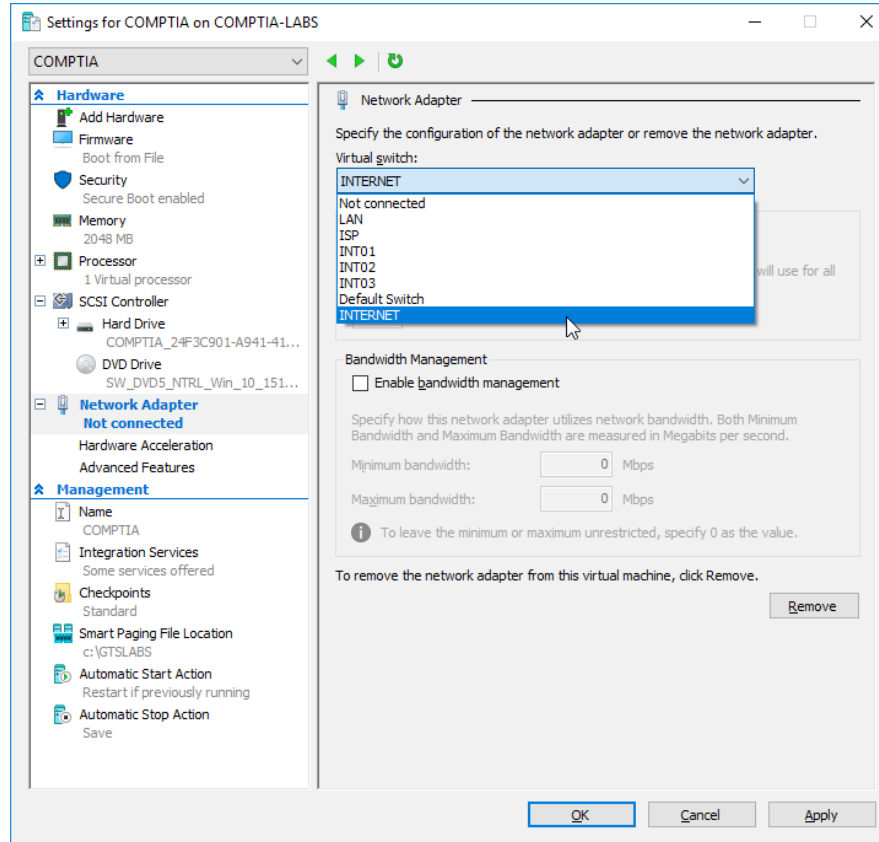 Settings for COMPTIA on COMPTIA-LABS
COMPTIA
Hardware
Add Hardware
Firmware
Boot from File
Security
Secure Boot enabled
Memory
2048 MB
Processor
1 Virtual processor
SCSI Controller
Hard Drive
COMPTIA_24F3C901-A941-41...
DVD Drive
SW_DVD5_NTRL_Win_10_151...
Network Adapter
Not connected
Hardware Acceleration
Advanced Features
Management
Name
COMPTIA
Integration Services
Some services offered
Checkpoints
Standard
Smart Paging File Location
c:\GTSLABS
Automatic Start Action
Restart if previously running
Automatic Stop Action
Save
Network Adapter
Specify the configuration of the network adapter or remove the network adapter.
Virtual switch:
INTERNET
Not connected
LAN
ISP
INT01
INT02
INT03
Default Switch
INTERNET
will use for all
Bandwidth Management
Enable bandwidth management
Specify how this network adapter utilizes network bandwidth. Both Minimum
Bandwidth and Maximum Bandwidth are measured in Megabits per second.
Minimum bandwidth: 0 Mbps
Maximum bandwidth: 0 Mbps
To leave the minimum or maximum unrestricted, specify 0 as the value.
To remove the network adapter from this virtual machine, click Remove.
Remove
OK Cancel Apply